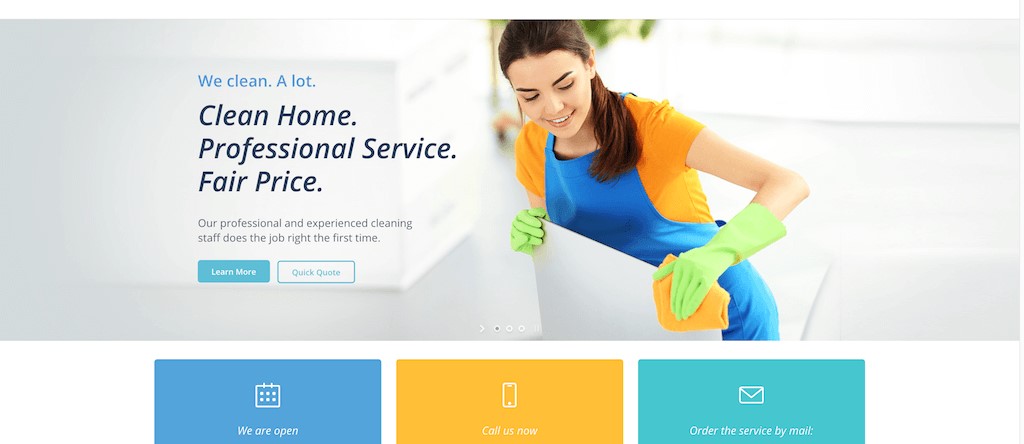 We clean. A lot.
Clean Home.
Professional Service.
Fair Price.
Our professional and experienced cleaning
staff does the job right the first time.
Learn More
Quick Quote
We are open
Call us now
Order the service by mail: